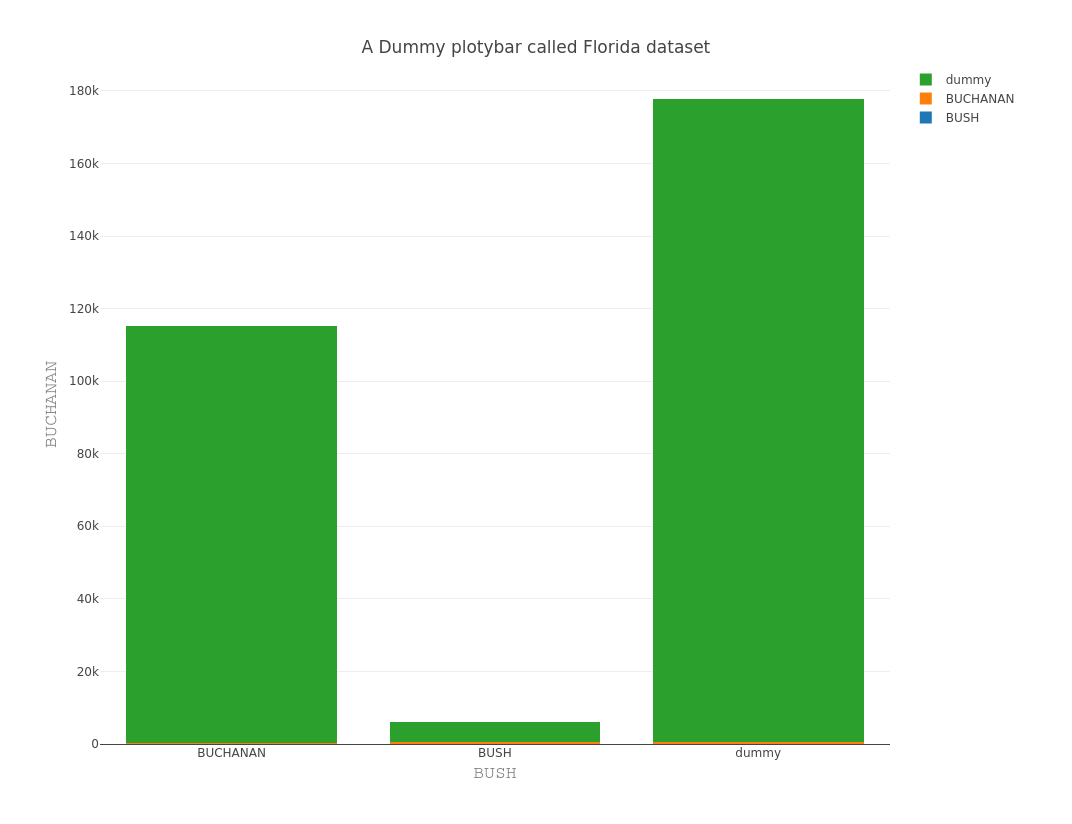 A Dummy plotybar called Florida dataset
dummy
BUCHANAN
BUSH
180k
160k
140k
120k
100k
80k
60k
40k
20k
0
BUCHANAN
BUCHANAN
BUSH
dummy
BUSH